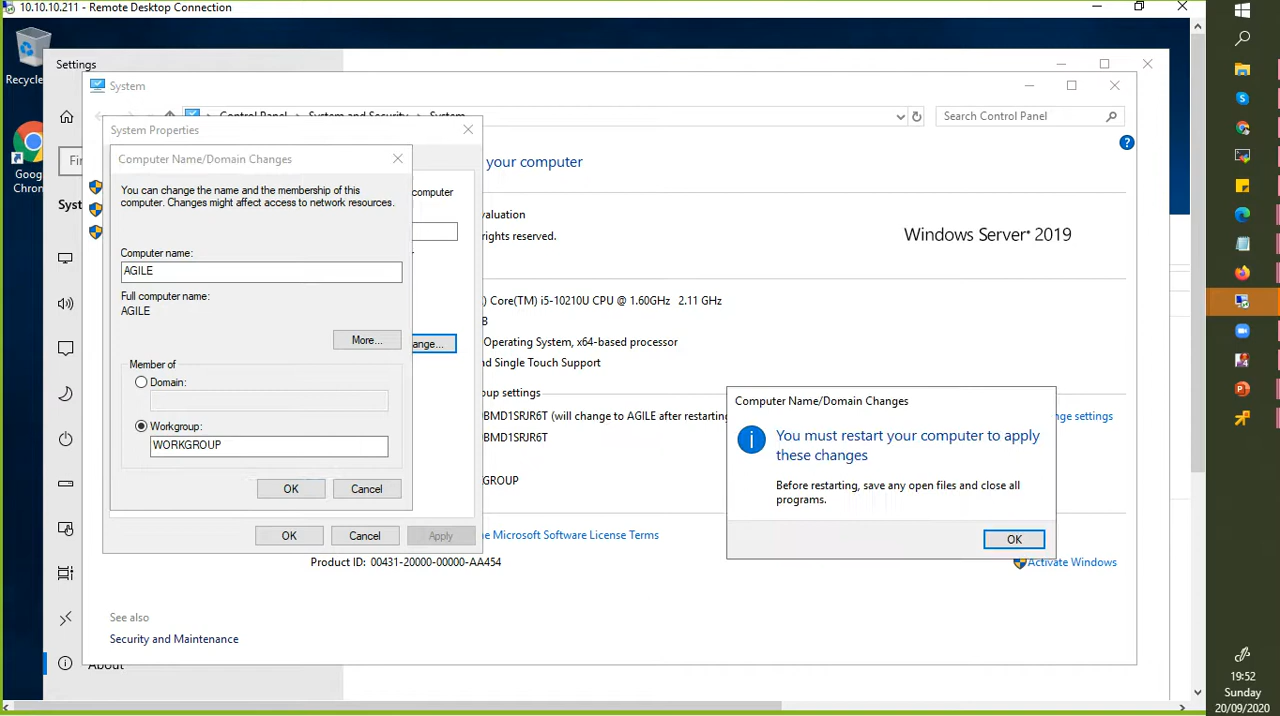 10.10.10.211 - Remote Desktop Connection
Recycle
Goog
Chrom
Settings
Syst
About
System
Control Panel
System and Security
System
Search Control Panel
your computer
valuation
rights reserved.
Windows Server 2019
Core(TM) i5-10210U CPU @ 1.60GHz 2.11 GHz
Operating System, x64-based processor
nd Single Touch Support
up settings
BMD1SRJR6T (will change to AGILE after restarting
BMD1SRJR6T
GROUP
nge settings
e Microsoft Software License Terms
Product ID: 00431-20000-00000-AA454
Activate Windows
See also
Security and Maintenance
System Properties
computer
ange...
OK
Cancel
Apply
Computer Name/Domain Changes
You can change the name and the membership of this
computer. Changes might affect access to network resources.
Computer name:
AGILE
Full computer name:
AGILE
More...
Member of
Domain:
Workgroup:
WORKGROUP
OK
Cancel
Computer Name/Domain Changes
You must restart your computer to apply
these changes
Before restarting, save any open files and close all
programs.
OK
19:52
Sunday
20/09/2020